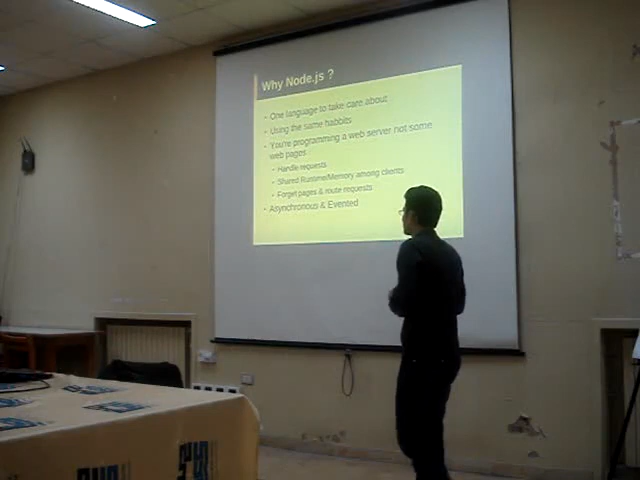 Why Node.js ?
- One language to take care about
- Using the same habbits
- You're programming a web server not some
web pages
- Handle requests
- Shared Runtime/Memory among clients
- Forget pages & route requests
- Asynchronous & Evented